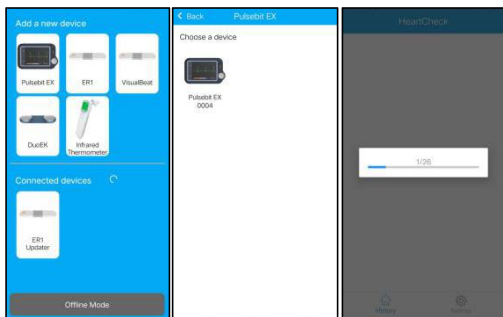 Add a new device
Pulsebit EX
ER1
VisualBeat
DuoEK
Infrared
Thermometer
Connected devices
ER1
Updater
Offline Mode
< Back
Pulsebit EX
Choose a device
Pulsebit EX
0004
HeartCheck
1/26
History
Settings